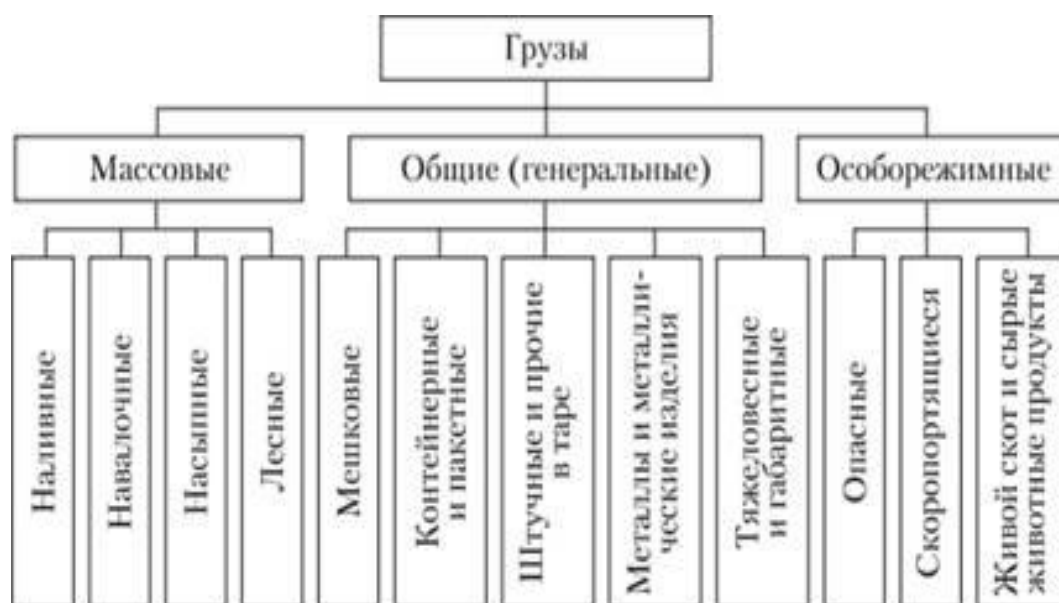 Грузы
Массовые
Общие (генеральные)
Особорежимные
Наливные
Навалочные
Насыпные
Лесные
Мешковые
Контейнерные
и пакетные
Штучные и прочие
в таре
Металлы и металли-
ческие изделия
Тяжеловесные
и габаритные
Опасные
Скоропортящиеся
Живой скот и сырые
животные продукты